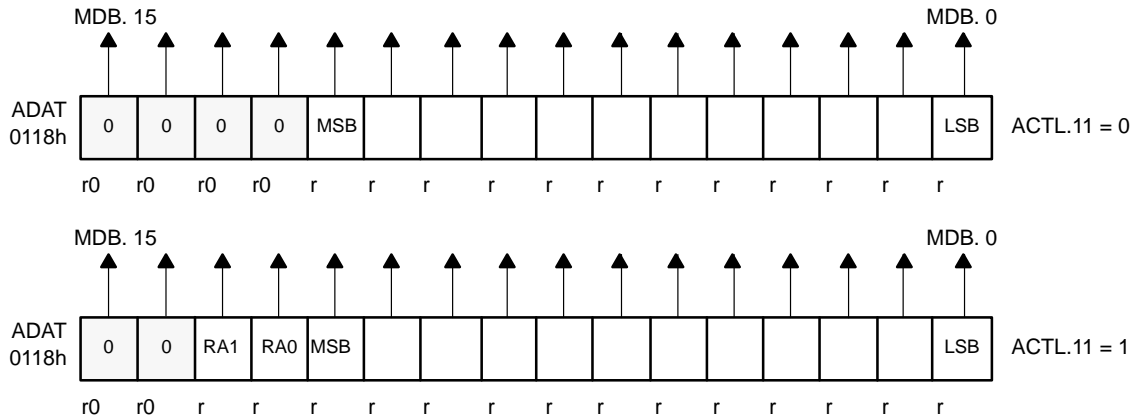 MDB. 15 MDB. 0
ADAT 0118h 0 0 0 0 MSB LSB ACTL.11 = 0
r0 r0 r0 r0 r r r r r r r r r r r r
MDB. 15 MDB. 0
ADAT 0118h 0 0 RA1 RA0 MSB LSB ACTL.11 = 1
r0 r0 r r r r r r r r r r r r r r